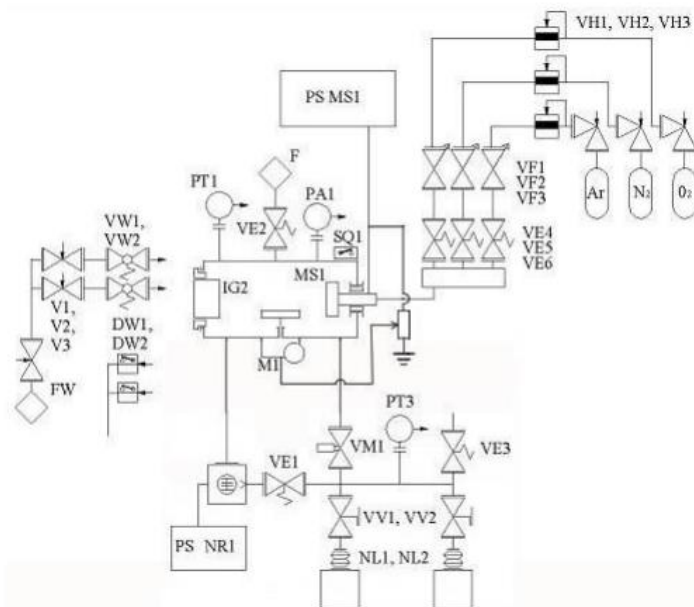 VH1, VH2, VH3
PS MS1
F
PT1
PA1
VF1
VF2
VF3
Ar
N2
02
VW1,
VW2
VE2
SQ1
VE4
VE5
VE6
IG2
MS1
V1,
V2,
V3
DW1,
DW2
FW
M1
PT3
VM1
VE3
VE1
VV1, VV2
PS NR1
NL1, NL2